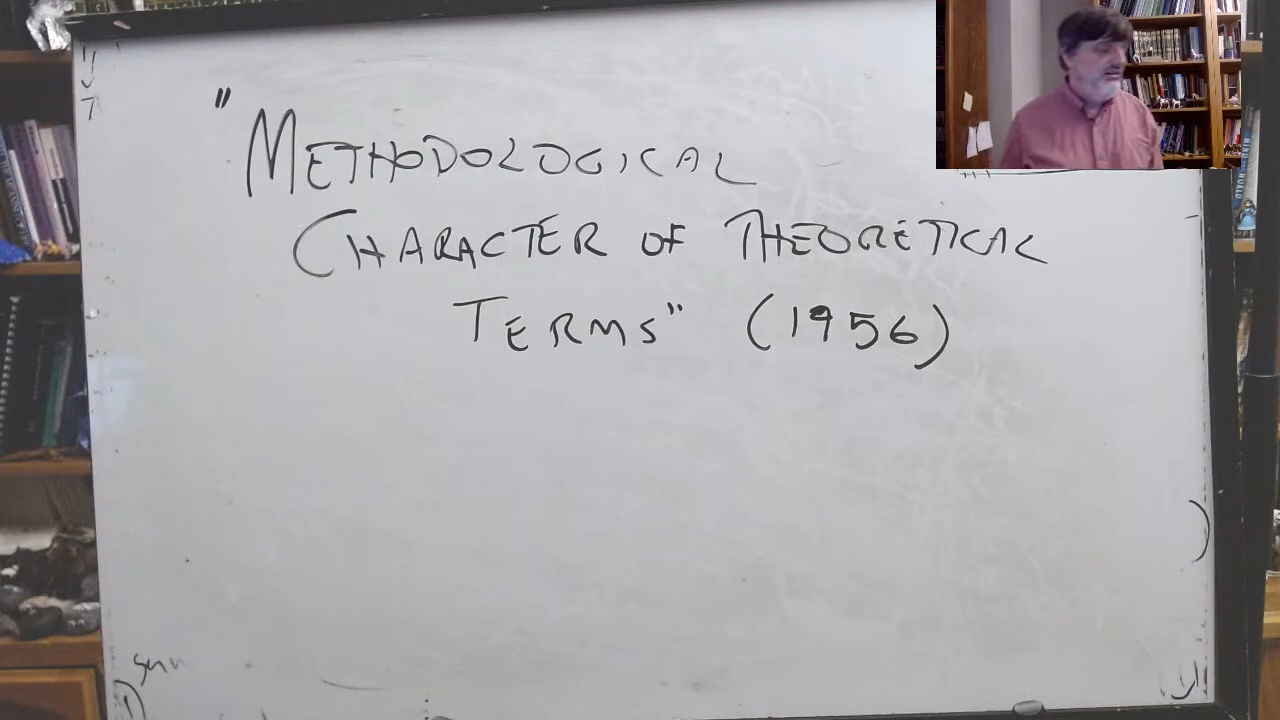 "METHODOLOGICAL
CHARACTER OF THEORETICAL
TERMS" (1956)